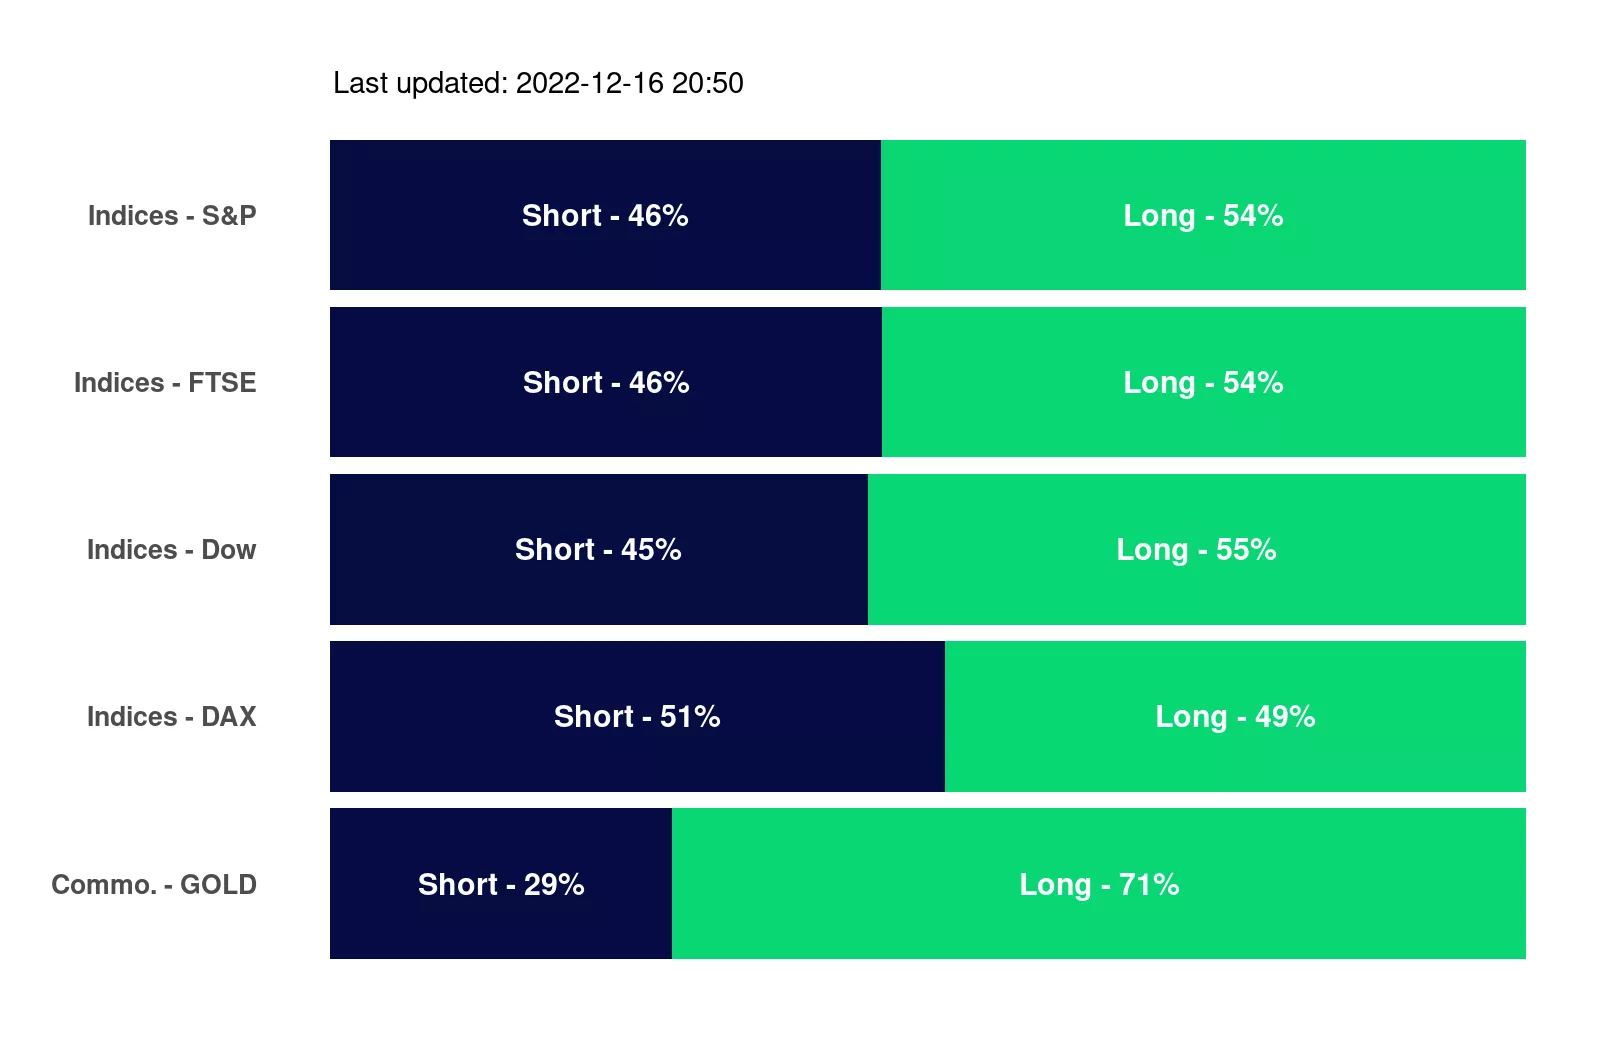 Last updated: 2022-12-16 20:50
Indices - S&P Short - 46% Long - 54%
Indices - FTSE Short - 46% Long - 54%
Indices - Dow Short - 45% Long - 55%
Indices - DAX Short - 51% Long - 49%
Commo. - GOLD Short - 29% Long - 71%